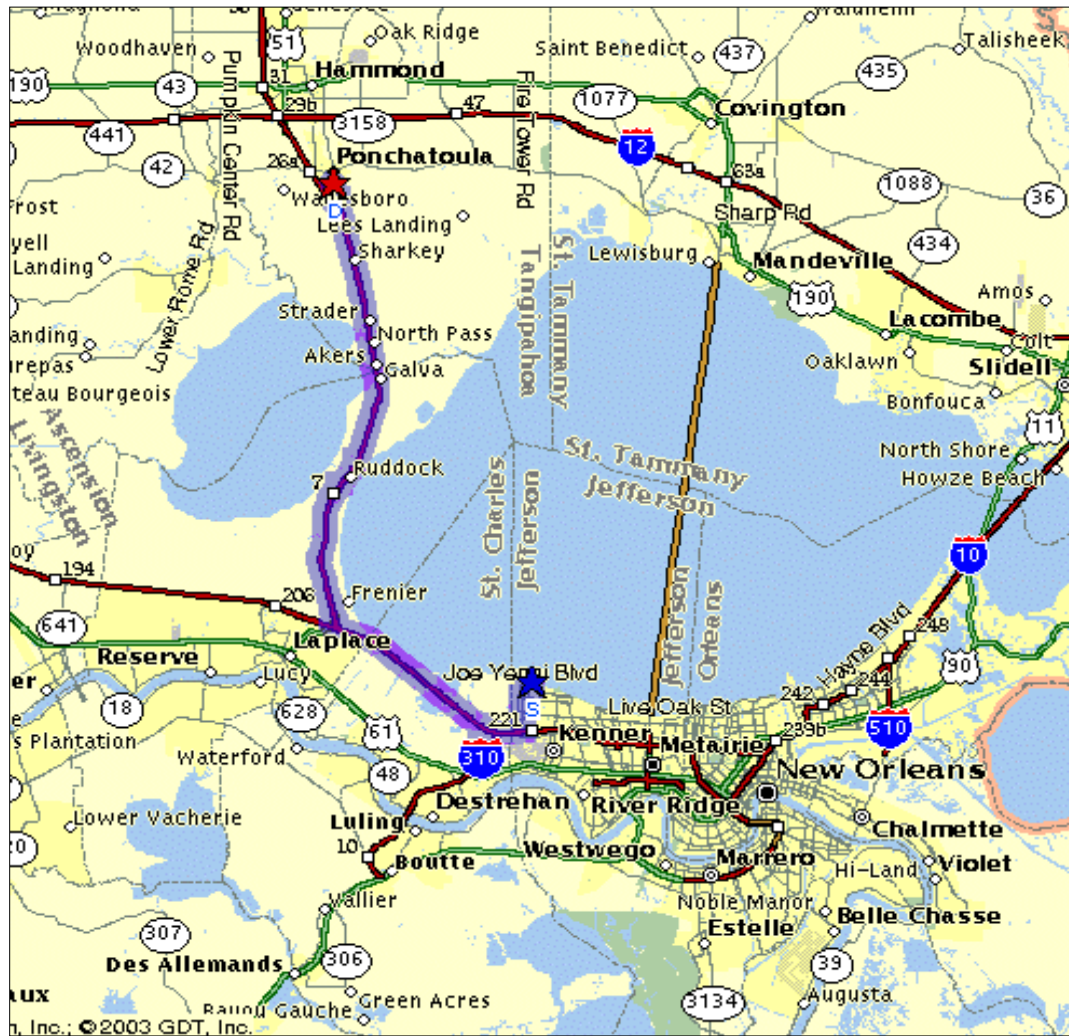 Woodhaven
51
Oak Ridge
Saint Benedict
437
Talisheek
190
43
31
Hammond
435
Pumpkin Center Rd
29b
47
Fire Tower Rd
1077
Covington
441
3158
12
42
26a
Ponchatoula
63a
1088
36
D
Lees Landing
Sharp Rd
434
Landing
Sharkey
Lewisburg
Mandeville
Lower Rome Rd
St. Tammany
Tangipahoa
190
Amos
Strader
North Pass
Lacombe
Akers
Galva
Oaklawn
Slidell
Bonfouca
Ascension
Livingston
11
St. Tammany
Jefferson
North Shore
Howze Beach
Ruddock
7
St. Charles
Jefferson
10
194
206
Frenier
Jefferson
Orleans
641
Laplace
248
Hayne Blvd
90
Reserve
Lucy
S
Live Oak St
242
244
18
628
221
Kenner
239b
510
s Plantation
61
Metairie
Waterford
310
New Orleans
48
Destrehan
River Ridge
Lower Vacherie
Luling
Chalmette
10
Boutte
Westwego
Marrero
Violet
Hi-Land
Vallier
Noble Manor
Belle Chasse
307
Estelle
306
39
Des Allemands
Green Acres
3134
Augusta
Bayou Gauche
n, Inc.; ©2003 GDT, Inc.